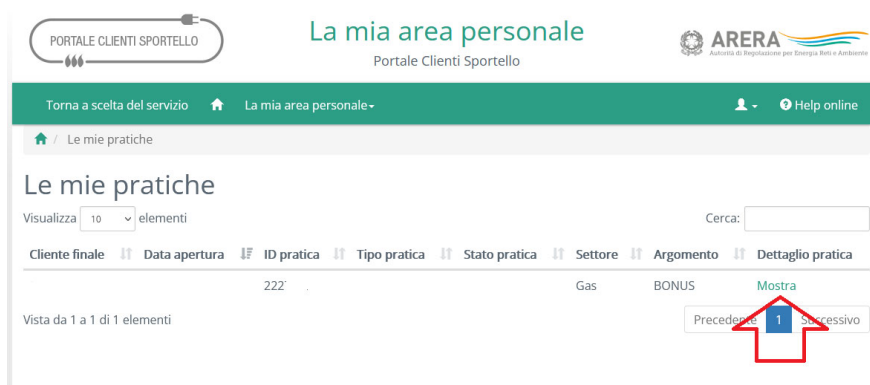 PORTALE CLIENTI SPORTELLO
La mia area personale
Portale Clienti Sportello
ARERA
Autorità di Regolazione per Energia Reti e Ambiente
Torna a scelta del servizio La mia area personale Help online
/ Le mie pratiche
Le mie pratiche
Visualizza 10 elementi Cerca:
Cliente finale Data apertura ID pratica Tipo pratica Stato pratica Settore Argomento Dettaglio pratica
222 Gas BONUS Mostra
Vista da 1 a 1 di 1 elementi Precedente 1 Successivo